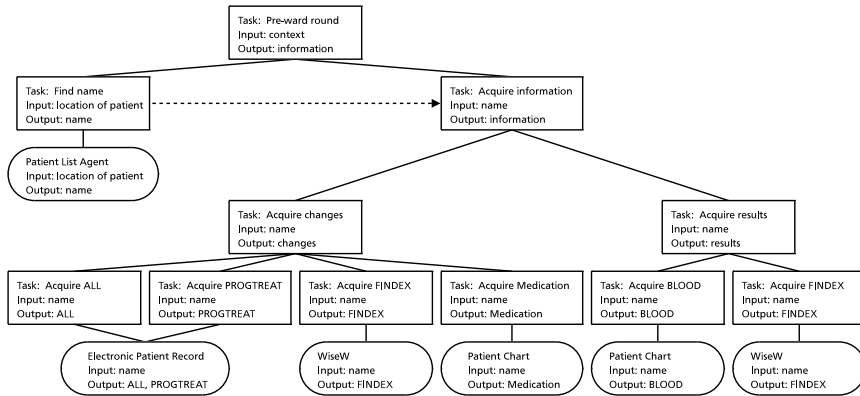 Task: Pre-ward round
Input: context
Output: information
Task: Find name
Input: location of patient
Output: name
Task: Acquire information
Input: name
Output: information
Patient List Agent
Input: location of patient
Output: name
Task: Acquire changes
Input: name
Output: changes
Task: Acquire results
Input: name
Output: results
Task: Acquire ALL
Input: name
Output: ALL
Task: Acquire PROGTREAT
Input: name
Output: PROGTREAT
Task: Acquire FINDEX
Input: name
Output: FINDEX
Task: Acquire Medication
Input: name
Output: Medication
Task: Acquire BLOOD
Input: name
Output: BLOOD
Task: Acquire FINDEX
Input: name
Output: FINDEX
Electronic Patient Record
Input: name
Output: ALL, PROGTREAT
WiseW
Input: name
Output: FINDEX
Patient Chart
Input: name
Output: Medication
Patient Chart
Input: name
Output: BLOOD
WiseW
Input: name
Output: FINDEX